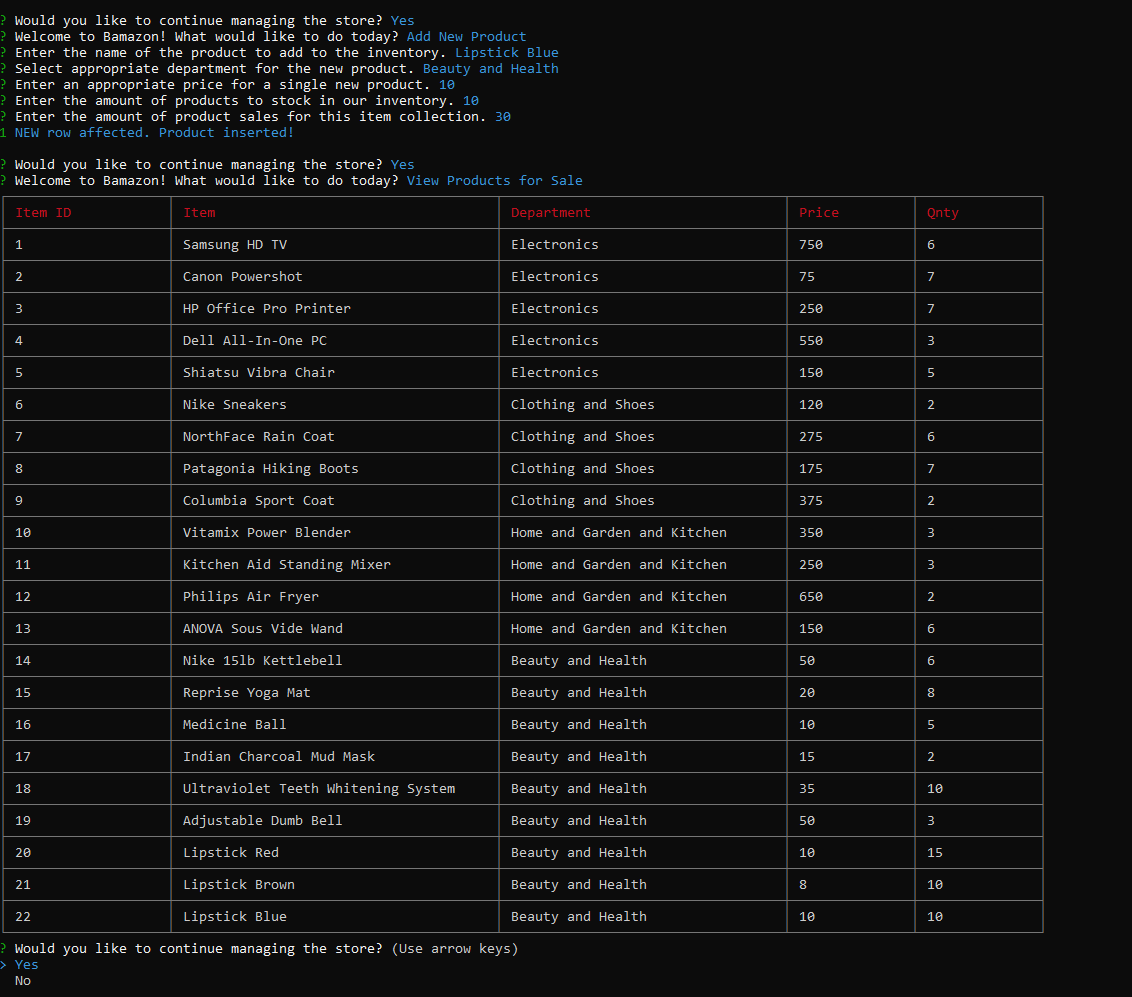 ? Would you like to continue managing the store? Yes
? Welcome to Bamazon! What would like to do today? Add New Product
? Enter the name of the product to add to the inventory. Lipstick Blue
? Select appropriate department for the new product. Beauty and Health
? Enter an appropriate price for a single new product. 10
? Enter the amount of products to stock in our inventory. 10
? Enter the amount of product sales for this item collection. 30
1 NEW row affected. Product inserted!
? Would you like to continue managing the store? Yes
? Welcome to Bamazon! What would like to do today? View Products for Sale
Item ID Item Department Price Qnty
1 Samsung HD TV Electronics 750 6
2 Canon Powershot Electronics 75 7
3 HP Office Pro Printer Electronics 250 7
4 Dell All-In-One PC Electronics 550 3
5 Shiatsu Vibra Chair Electronics 150 5
6 Nike Sneakers Clothing and Shoes 120 2
7 NorthFace Rain Coat Clothing and Shoes 275 6
8 Patagonia Hiking Boots Clothing and Shoes 175 7
9 Columbia Sport Coat Clothing and Shoes 375 2
10 Vitamix Power Blender Home and Garden and Kitchen 350 3
11 Kitchen Aid Standing Mixer Home and Garden and Kitchen 250 3
12 Philips Air Fryer Home and Garden and Kitchen 650 2
13 ANOVA Sous Vide Wand Home and Garden and Kitchen 150 6
14 Nike 15lb Kettlebell Beauty and Health 50 6
15 Reprise Yoga Mat Beauty and Health 20 8
16 Medicine Ball Beauty and Health 10 5
17 Indian Charcoal Mud Mask Beauty and Health 15 2
18 Ultraviolet Teeth Whitening System Beauty and Health 35 10
19 Adjustable Dumb Bell Beauty and Health 50 3
20 Lipstick Red Beauty and Health 10 15
21 Lipstick Brown Beauty and Health 8 10
22 Lipstick Blue Beauty and Health 10 10
? Would you like to continue managing the store? (Use arrow keys)
> Yes
No